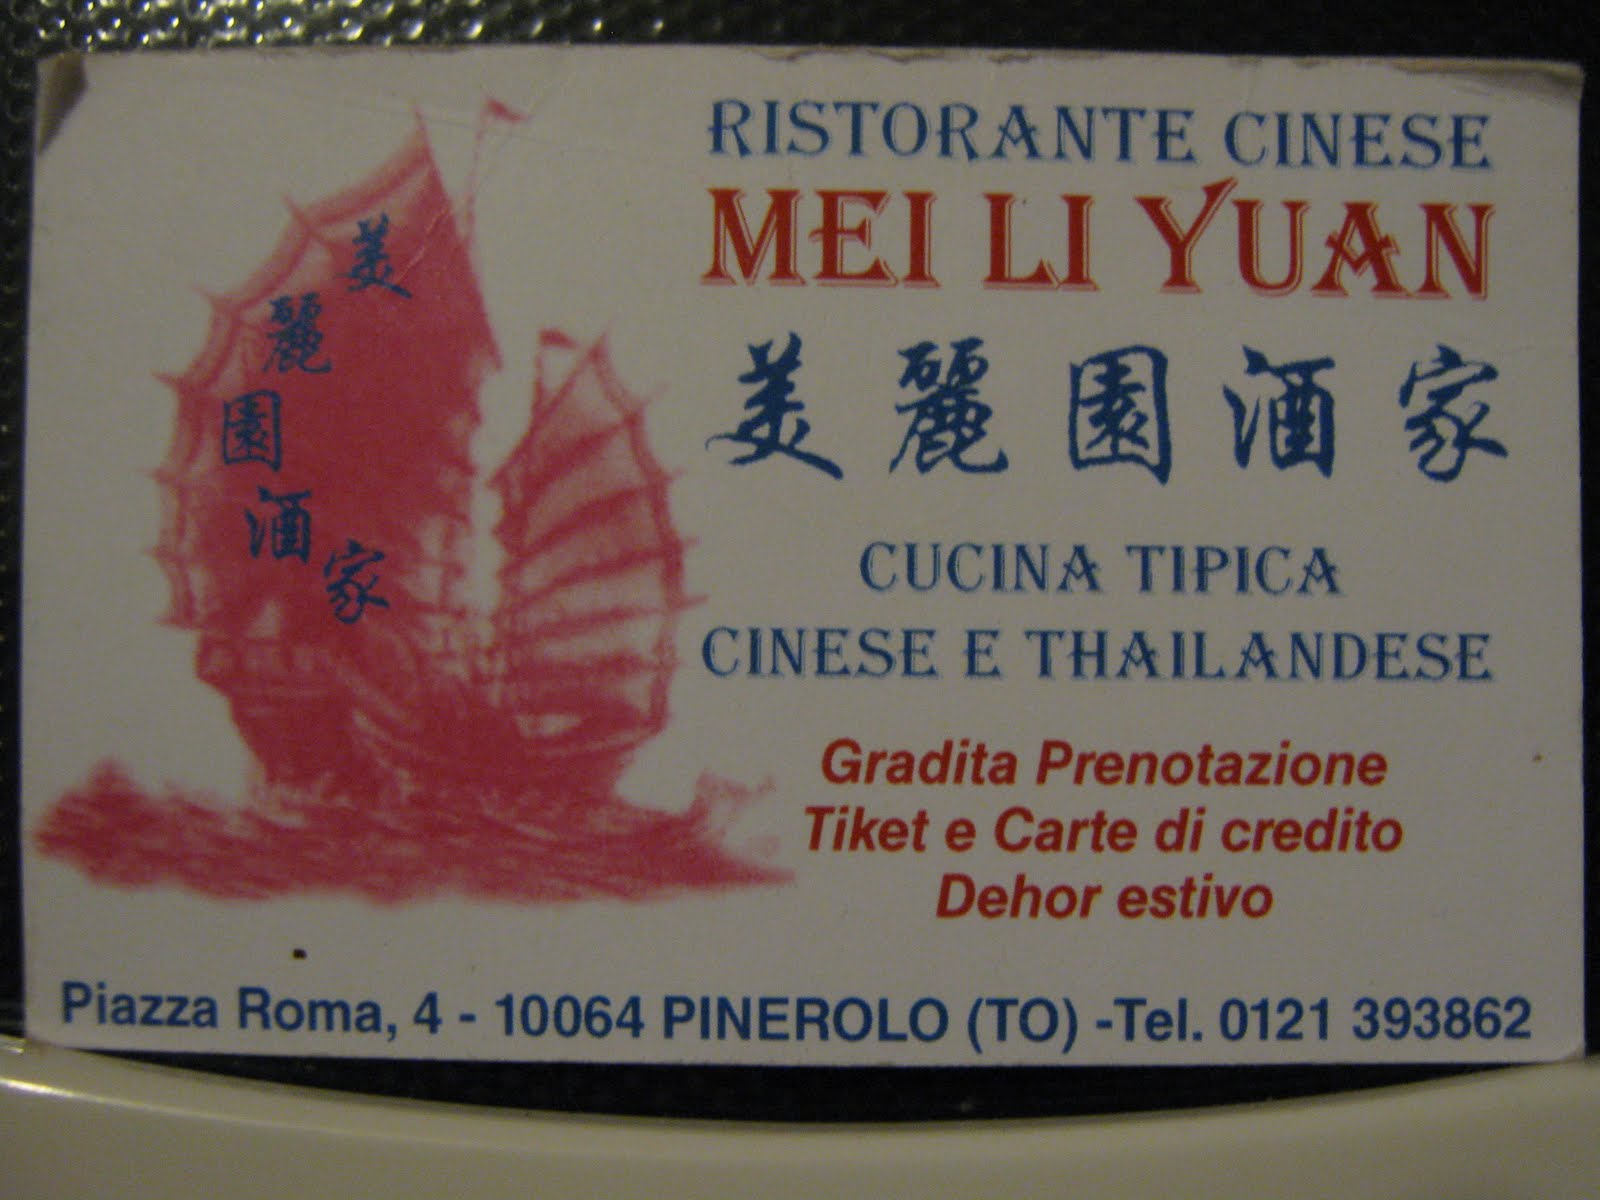 RISTORANTE CINESE
MEI LI YUAN
美麗園酒家
美麗園酒家
CUCINA TIPICA
CINESE E THAILANDESE
Gradita Prenotazione
Tiket e Carte di credito
Dehor estivo
Piazza Roma, 4 - 10064 PINEROLO (TO) -Tel. 0121 393862